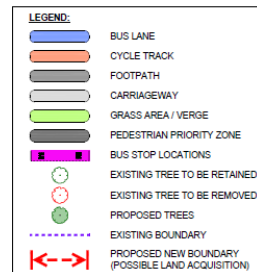 LEGEND:
BUS LANE
CYCLE TRACK
FOOTPATH
CARRIAGEWAY
GRASS AREA / VERGE
PEDESTRIAN PRIORITY ZONE
BUS STOP LOCATIONS
EXISTING TREE TO BE RETAINED
EXISTING TREE TO BE REMOVED
PROPOSED TREES
EXISTING BOUNDARY
PROPOSED NEW BOUNDARY
(POSSIBLE LAND ACQUISITION)